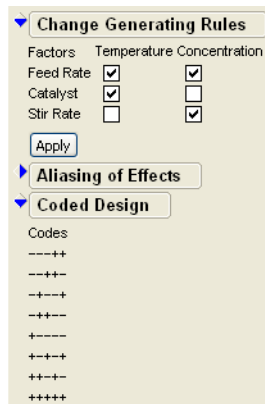 Change Generating Rules
Factors Temperature Concentration
Feed Rate
Catalyst
Stir Rate
Apply
Aliasing of Effects
Coded Design
Codes
---++
--++-
-+--+
-++--
+----
+-+-+
++-+-
+++++